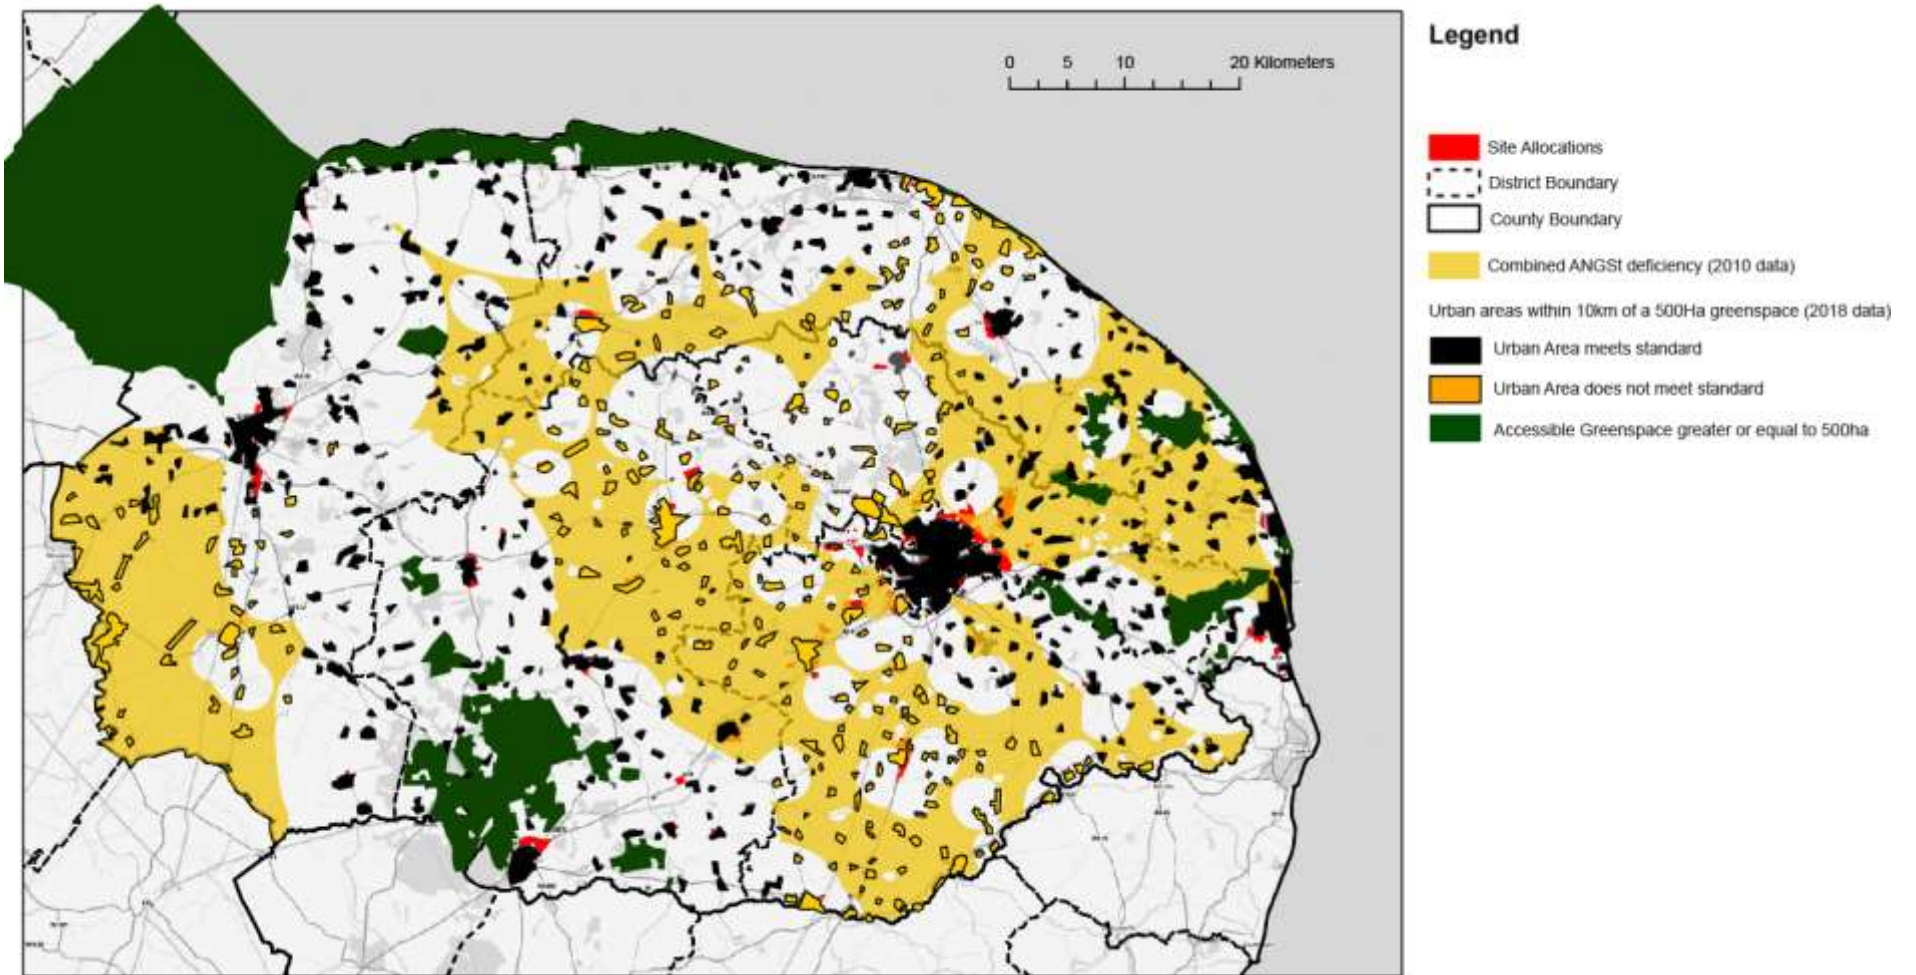 Legend
0 5 10 20 Kilometers
Site Allocations
District Boundary
County Boundary
Combined ANGSt deficiency (2010 data)
Urban areas within 10km of a 500Ha greenspace (2018 data)
Urban Area meets standard
Urban Area does not meet standard
Accessible Greenspace greater or equal to 500ha